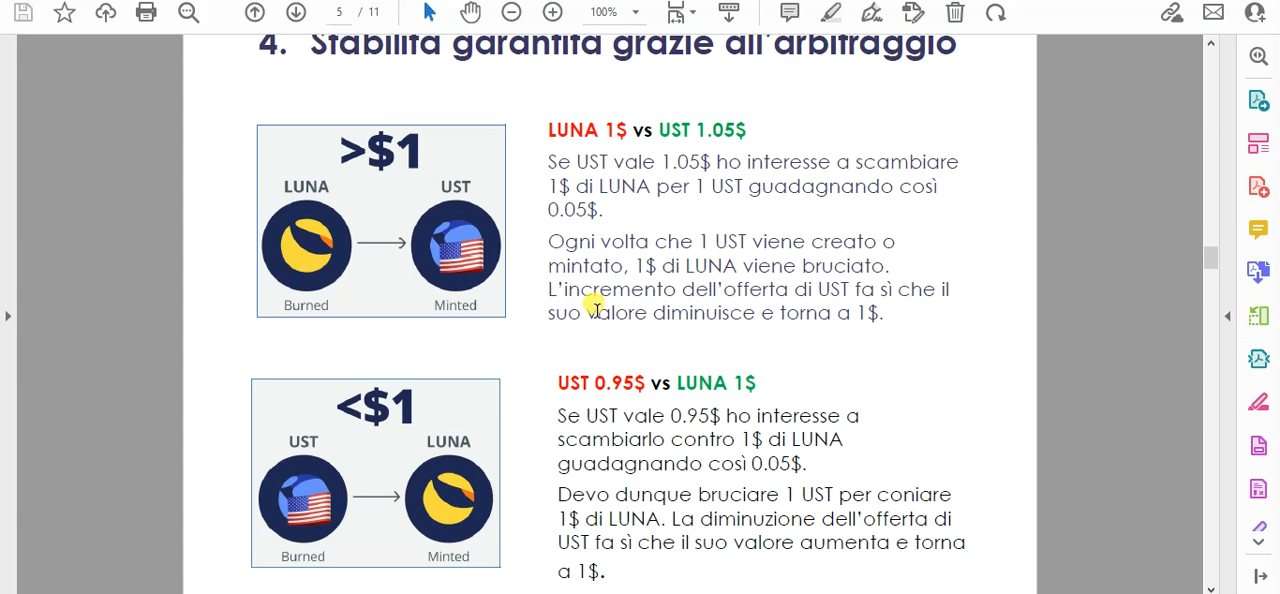 5 / 11
100%
4. Stabilità garantita grazie all'arbitraggio
>$1
LUNA UST
Burned Minted
LUNA 1$ vs UST 1.05$
Se UST vale 1.05$ ho interesse a scambiare
1$ di LUNA per 1 UST guadagnando così
0.05$.
Ogni volta che 1 UST viene creato o
mintato, 1$ di LUNA viene bruciato.
L'incremento dell'offerta di UST fa sì che il
suo valore diminuisce e torna a 1$.
<$1
UST LUNA
Burned Minted
UST 0.95$ vs LUNA 1$
Se UST vale 0.95$ ho interesse a
scambiarlo contro 1$ di LUNA
guadagnando così 0.05$.
Devo dunque bruciare 1 UST per coniare
1$ di LUNA. La diminuzione dell'offerta di
UST fa sì che il suo valore aumenta e torna
a 1$.